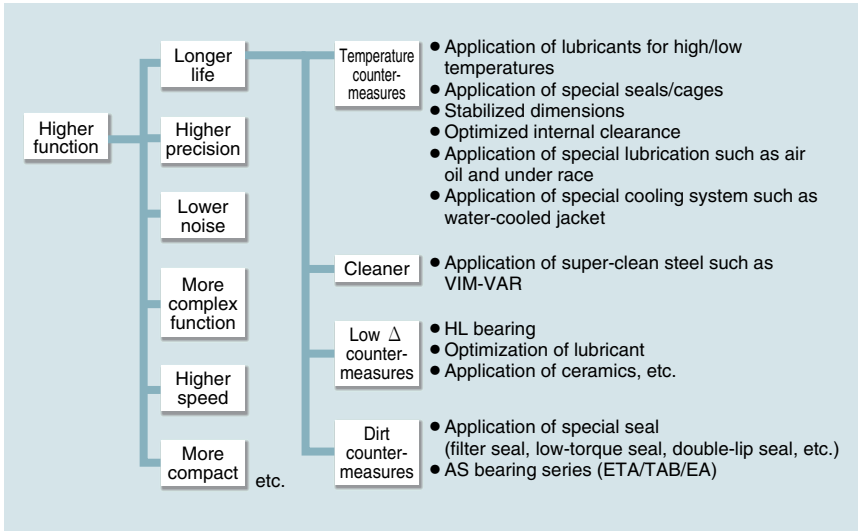 Higher
function
Longer
life
Higher
precision
Lower
noise
More
complex
function
Higher
speed
More
compact
etc.
Temperature
counter-
measures
● Application of lubricants for high/low
temperatures
● Application of special seals/cages
● Stabilized dimensions
● Optimized internal clearance
● Application of special lubrication such as air
oil and under race
● Application of special cooling system such as
water-cooled jacket
Cleaner
● Application of super-clean steel such as
VIM-VAR
Low Δ
counter-
measures
● HL bearing
● Optimization of lubricant
● Application of ceramics, etc.
Dirt
counter-
measures
● Application of special seal
(filter seal, low-torque seal, double-lip seal, etc.)
● AS bearing series (ETA/TAB/EA)